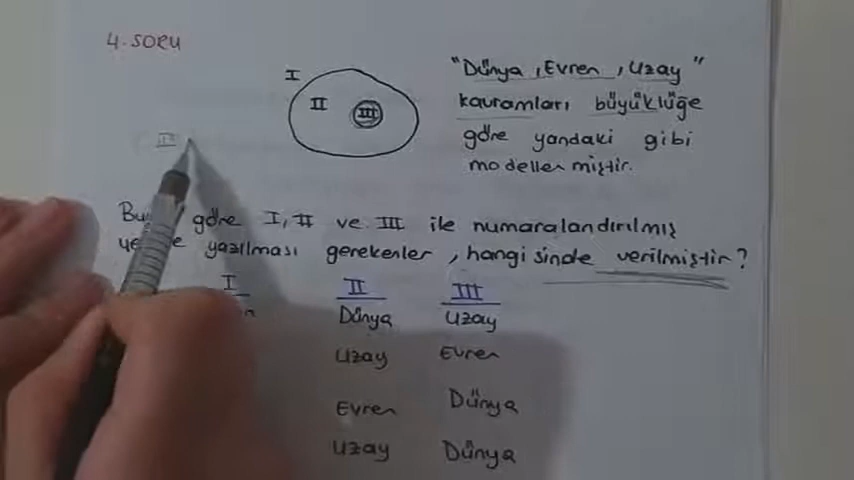 4. SORU
I
II
III
"Dünya, Evren, Uzay"
kavramları büyüklüğe
göre yandaki gibi
modellenmiştir.
III
göre I, II ve III ile numaralandırılmış
yazılması gerekenler, hangisinde verilmiştir?
I II III
Dünya Uzay
Uzay Evren
Evren Dünya
Uzay Dünya